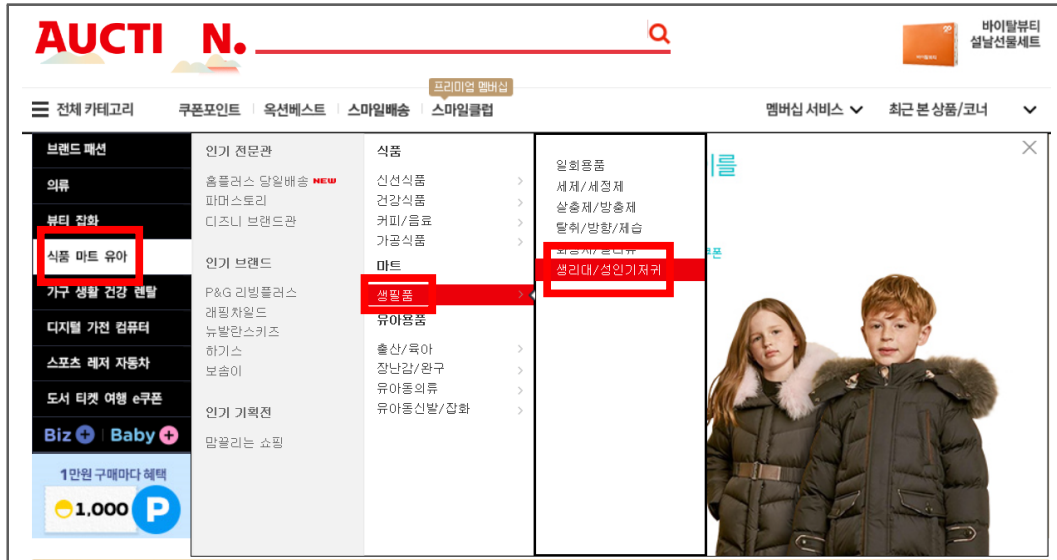 AUCTI N.
바이탈뷰티
설날선물세트
프리미엄 멤버십
전체 카테고리
쿠폰포인트
옥션베스트
스마일배송
스마일클럽
멤버십 서비스
최근 본 상품/코너
브랜드 패션
의류
뷰티 잡화
식품 마트 유아
가구 생활 건강 렌탈
디지털 가전 컴퓨터
스포츠 레저 자동차
도서 티켓 여행 e쿠폰
Biz + Baby +
1만원 구매마다 혜택
1,000 P
인기 전문관
홈플러스 당일배송 NEW
파머스토리
디즈니 브랜드관
인기 브랜드
P&G 리빙플러스
래핑차일드
뉴발란스키즈
하기스
보솜이
인기 기획전
맘끌리는 쇼핑
식품
신선식품
건강식품
커피/음료
가공식품
마트
생필품
유아용품
출산/육아
장난감/완구
유아동의류
유아동신발/잡화
일회용품
세제/세정제
살충제/방충제
탈취/방향/제습
생리대/성인기저귀
를
쿠폰